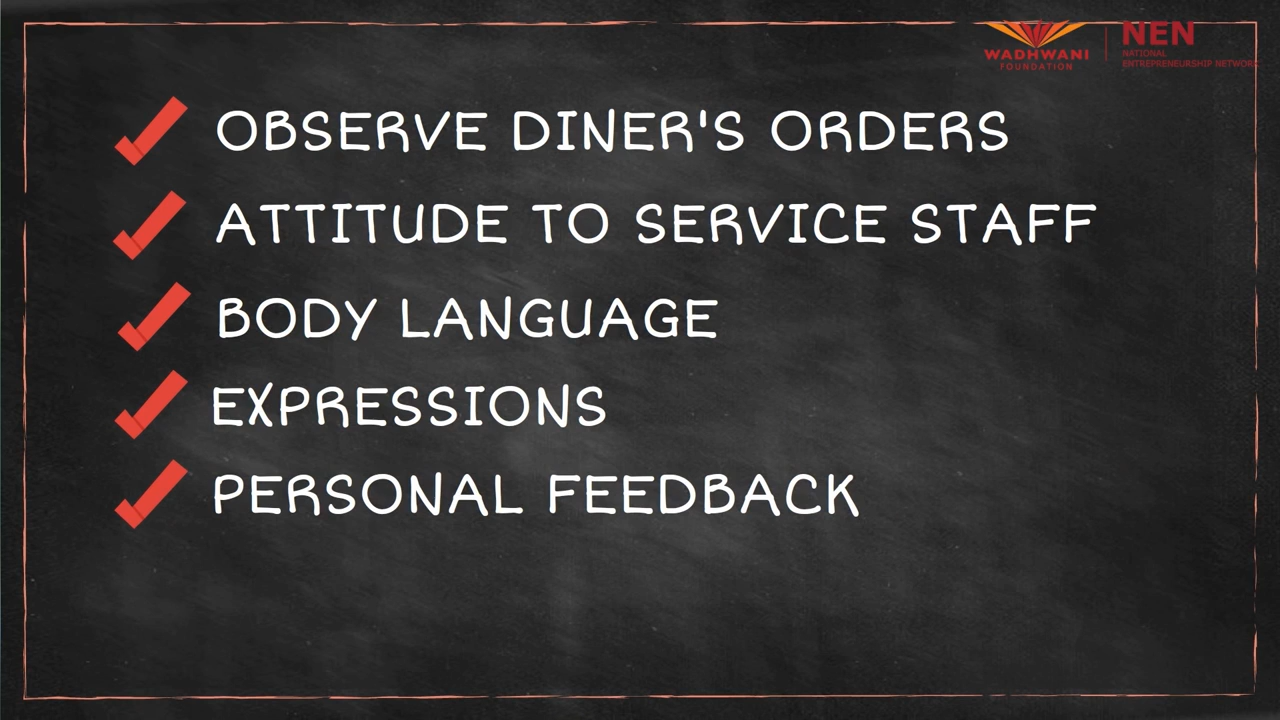 WADHWANI
FOUNDATION
NEN
NATIONAL
ENTREPRENEURSHIP NETWORK
OBSERVE DINER'S ORDERS
ATTITUDE TO SERVICE STAFF
BODY LANGUAGE
EXPRESSIONS
PERSONAL FEEDBACK